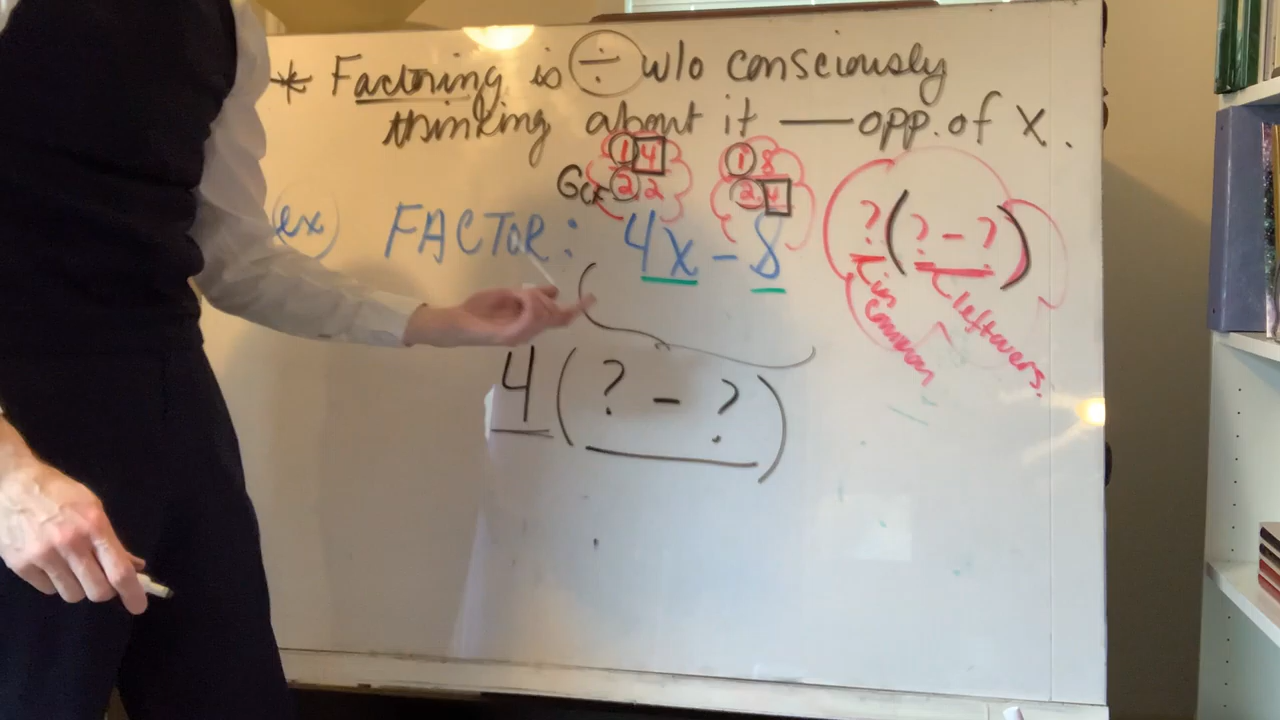 * Factoring is ÷ w/o consciously
thinking about it — opp. of X.
1 4 1 8
GCF 2 2 2 4
ex) FACTOR: 4x - 8
?(? - ?)
in common
leftovers.
4(? - ?)